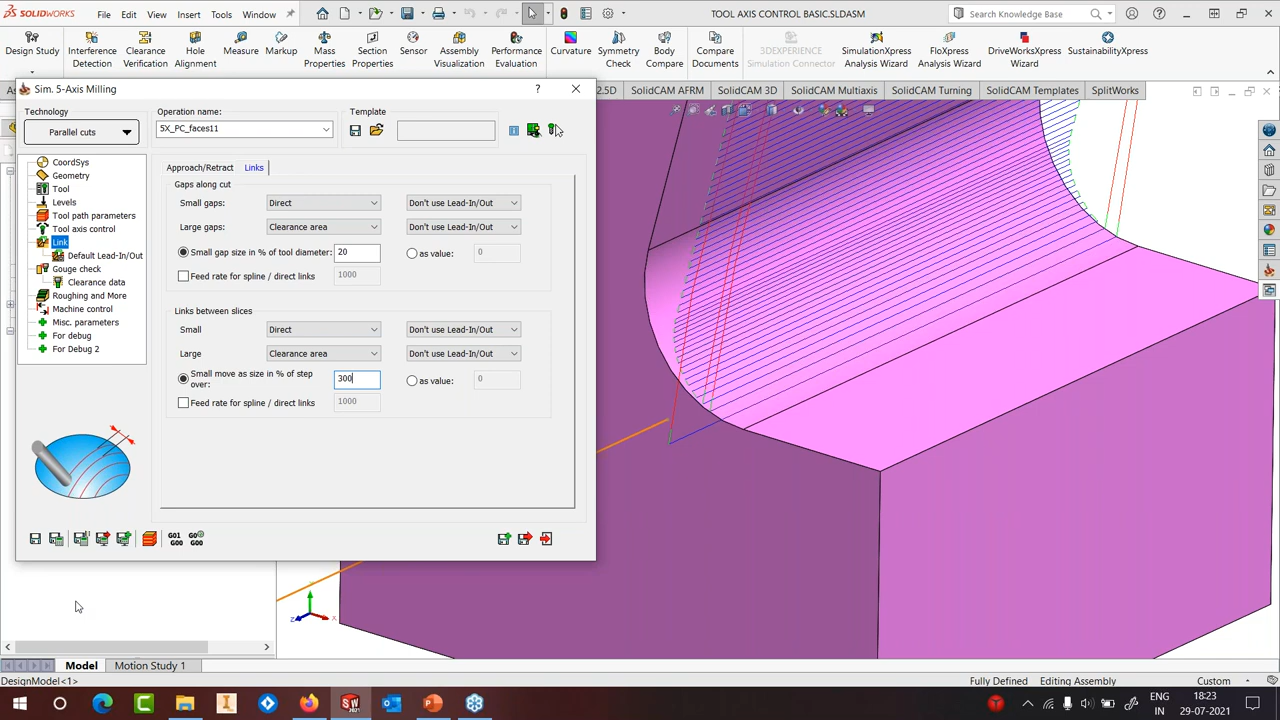 SOLIDWORKS File Edit View Insert Tools Window TOOL AXIS CONTROL BASIC.SLDASM Search Knowledge Base
Design Study
Interference Detection
Clearance Verification
Hole Alignment
Measure
Markup
Mass Properties
Section Properties
Sensor
Assembly Visualization
Performance Evaluation
Curvature
Symmetry Check
Body Compare
Compare Documents
3DEXPERIENCE Simulation Connector
SimulationXpress Analysis Wizard
FloXpress Analysis Wizard
DriveWorksXpress Wizard
SustainabilityXpress
2.5D SolidCAM AFRM SolidCAM 3D SolidCAM Multiaxis SolidCAM Turning SolidCAM Templates SplitWorks
Sim. 5-Axis Milling ?
Technology
Parallel cuts
Operation name:
5X_PC_faces11
Template
CoordSys
Geometry
Tool
Levels
Tool path parameters
Tool axis control
Link
Default Lead-In/Out
Gouge check
Clearance data
Roughing and More
Machine control
Misc. parameters
For debug
For Debug 2
Approach/Retract Links
Gaps along cut
Small gaps: Direct Don't use Lead-In/Out
Large gaps: Clearance area Don't use Lead-In/Out
Small gap size in % of tool diameter: 20 as value: 0
Feed rate for spline / direct links 1000
Links between slices
Small Direct Don't use Lead-In/Out
Large Clearance area Don't use Lead-In/Out
Small move as size in % of step over: 300 as value: 0
Feed rate for spline / direct links 1000
G01 G00
G00
Z X
Model Motion Study 1
DesignModel<1> Fully Defined Editing Assembly Custom
ENG 18:23
IN 29-07-2021